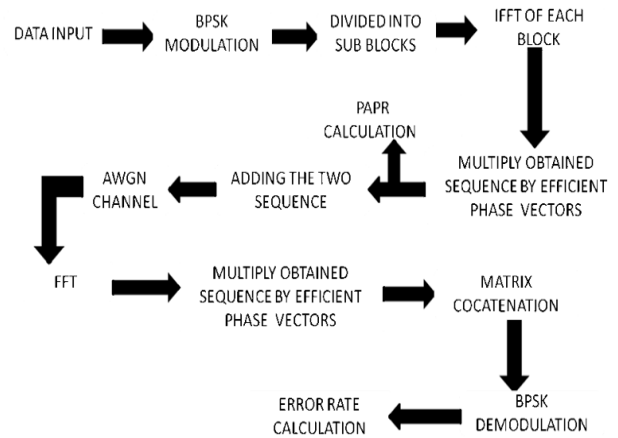 DATA INPUT
BPSK
MODULATION
DIVIDED INTO
SUB BLOCKS
IFFT OF EACH
BLOCK
PAPR
CALCULATION
MULTIPLY OBTAINED
SEQUENCE BY EFFICIENT
PHASE VECTORS
ADDING THE TWO
SEQUENCE
AWGN
CHANNEL
FFT
MULTIPLY OBTAINED
SEQUENCE BY EFFICIENT
PHASE VECTORS
MATRIX
COCATENATION
BPSK
DEMODULATION
ERROR RATE
CALCULATION